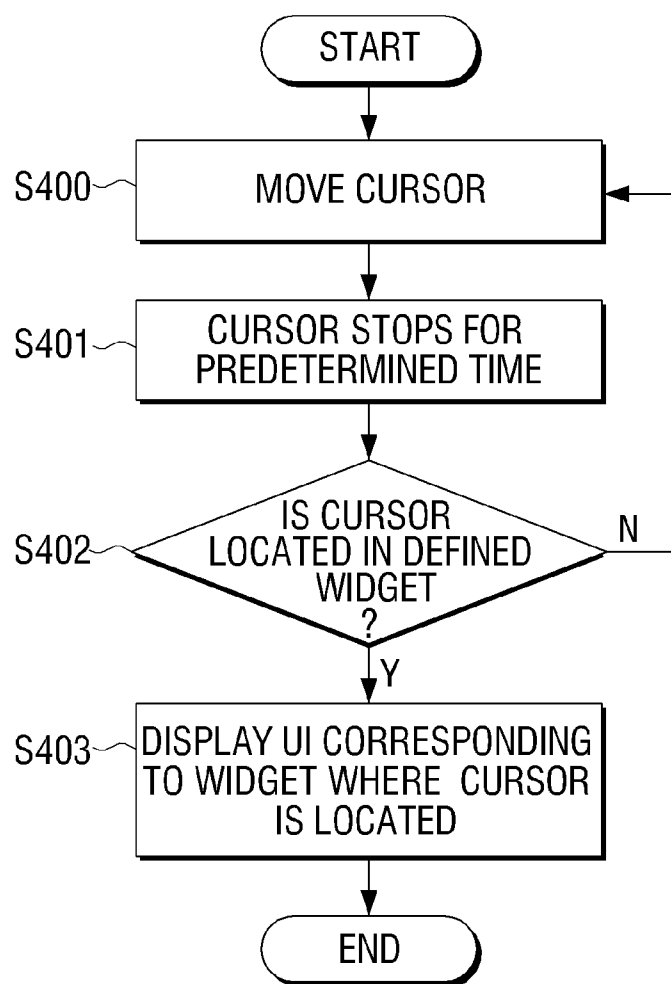 START
S400
MOVE CURSOR
S401
CURSOR STOPS FOR
PREDETERMINED TIME
S402
IS CURSOR
LOCATED IN DEFINED
WIDGET
?
N
Y
S403
DISPLAY UI CORRESPONDING
TO WIDGET WHERE CURSOR
IS LOCATED
END